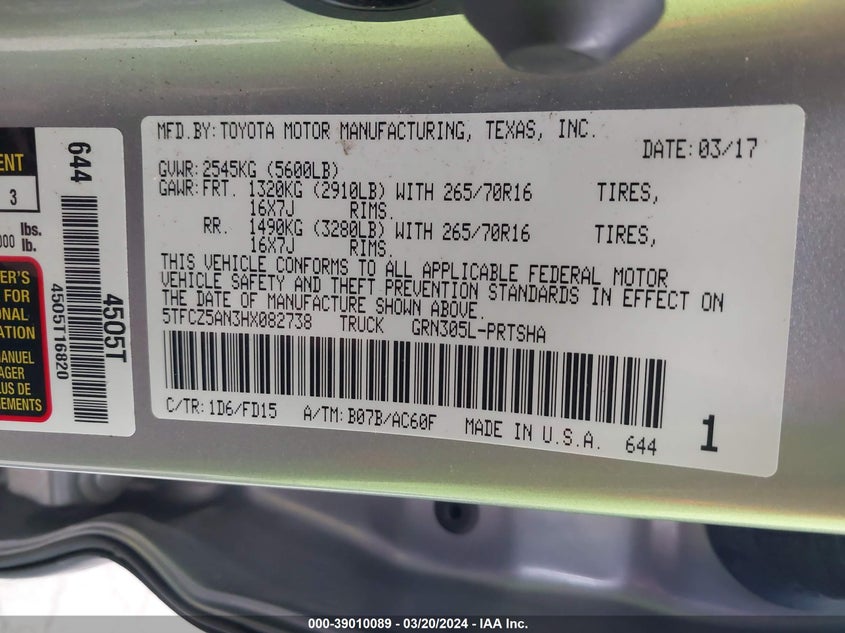 MFD.BY: TOYOTA MOTOR MANUFACTURING, TEXAS, INC.
DATE: 03/17
GVWR: 2545KG (5600LB)
GAWR: FRT. 1320KG (2910LB) WITH 265/70R16 TIRES,
16X7J RIMS.
RR. 1490KG (3280LB) WITH 265/70R16 TIRES,
16X7J RIMS.
THIS VEHICLE CONFORMS TO ALL APPLICABLE FEDERAL MOTOR
VEHICLE SAFETY AND THEFT PREVENTION STANDARDS IN EFFECT ON
THE DATE OF MANUFACTURE SHOWN ABOVE.
5TFCZ5AN3HX082738 TRUCK GRN305L-PRTSHA
C/TR: 1D6/FD15 A/TM: B07B/AC60F MADE IN U.S.A. 644 1
644
4505T
4505T16820
3
lbs.
lb.
FOR
MANUEL
PLUS DE
000-39010089 - 03/20/2024 - IAA Inc.